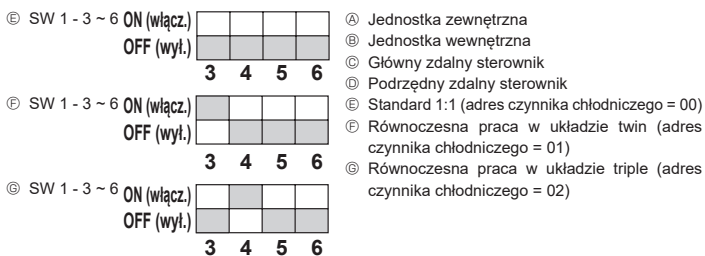 Ⓔ SW 1 - 3 ~ 6 ON (włącz.)
OFF (wył.)
3 4 5 6
Ⓕ SW 1 - 3 ~ 6 ON (włącz.)
OFF (wył.)
3 4 5 6
Ⓖ SW 1 - 3 ~ 6 ON (włącz.)
OFF (wył.)
3 4 5 6
Ⓐ Jednostka zewnętrzna
Ⓑ Jednostka wewnętrzna
Ⓒ Główny zdalny sterownik
Ⓓ Podrzędny zdalny sterownik
Ⓔ Standard 1:1 (adres czynnika chłodniczego = 00)
Ⓕ Równoczesna praca w układzie twin (adres
czynnika chłodniczego = 01)
Ⓖ Równoczesna praca w układzie triple (adres
czynnika chłodniczego = 02)